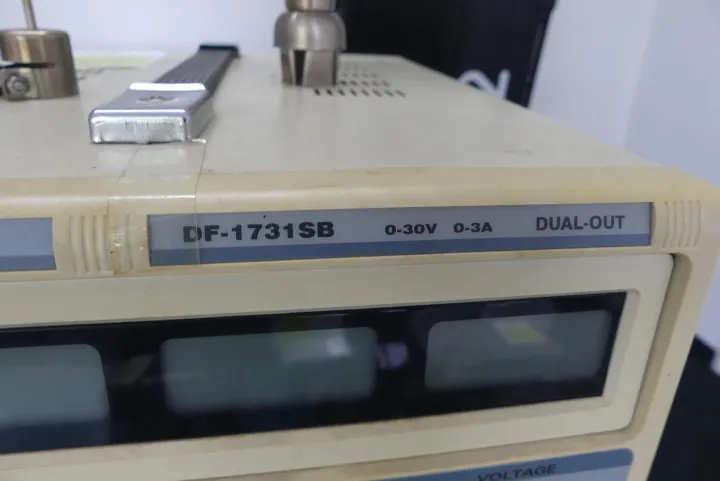 DF-1731SB 0-30V 0-3A DUAL-OUT
VOLTAGE